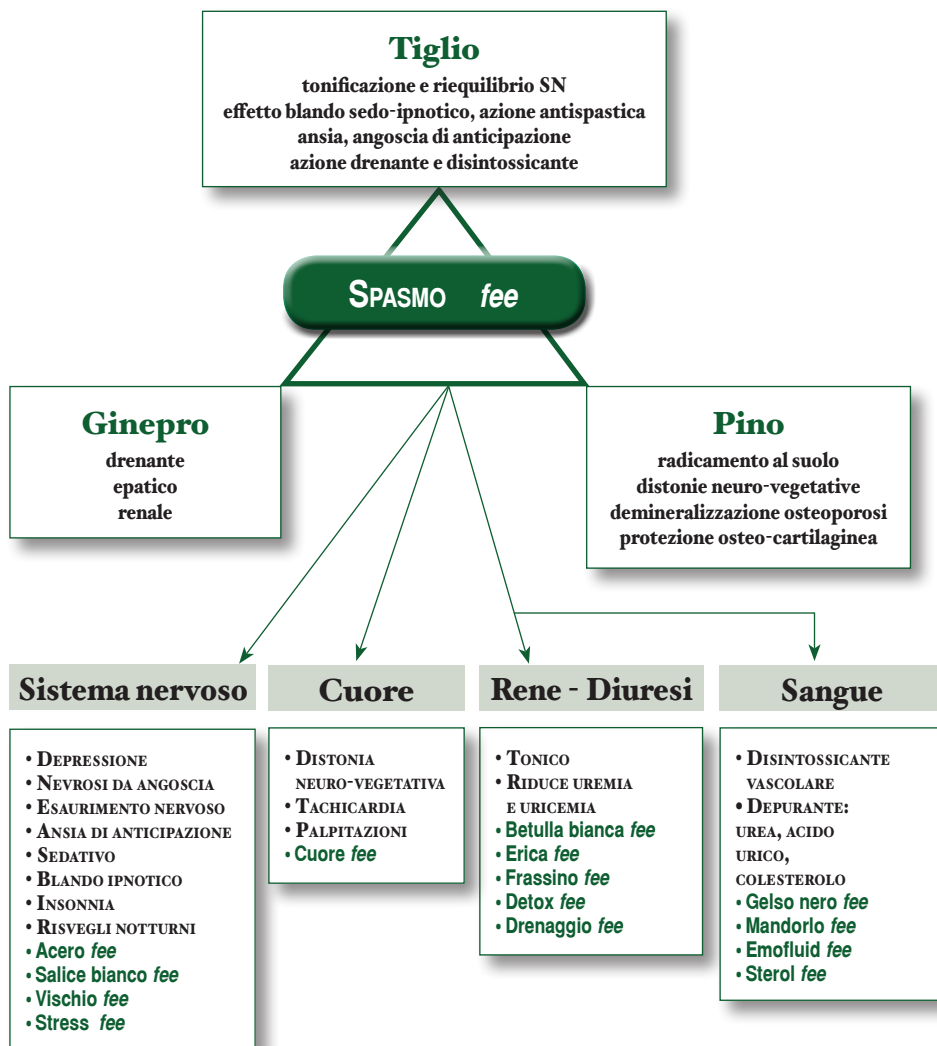 Tiglio
tonificazione e riequilibrio SN
effetto blando sedo-ipnotico, azione antispastica
ansia, angoscia di anticipazione
azione drenante e disintossicante
SPASMO fee
Ginepro
drenante
epatico
renale
Pino
radicamento al suolo
distonie neuro-vegetative
demineralizzazione osteoporosi
protezione osteo-cartilaginea
Sistema nervoso
• DEPRESSIONE
• NEVROSI DA ANGOSCIA
• ESAURIMENTO NERVOSO
• ANSIA DI ANTICIPAZIONE
• SEDATIVO
• BLANDO IPNOTICO
• INSONNIA
• RISVEGLI NOTTURNI
• Acero fee
• Salice bianco fee
• Vischio fee
• Stress fee
Cuore
• DISTONIA
NEURO-VEGETATIVA
• TACHICARDIA
• PALPITAZIONI
• Cuore fee
Rene - Diuresi
• TONICO
• RIDUCE UREMIA
E URICEMIA
• Betulla bianca fee
• Erica fee
• Frassino fee
• Detox fee
• Drenaggio fee
Sangue
• DISINTOSSICANTE
VASCOLARE
• DEPURANTE:
UREA, ACIDO
URICO,
COLESTEROLO
• Gelso nero fee
• Mandorlo fee
• Emofluid fee
• Sterol fee